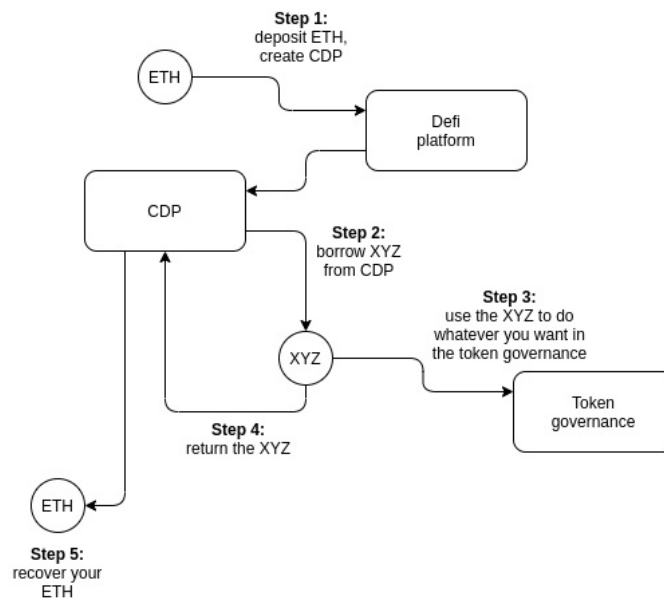 Step 1:
deposit ETH,
create CDP
ETH
Defi
platform
CDP
Step 2:
borrow XYZ
from CDP
Step 3:
use the XYZ to do
whatever you want in
the token governance
XYZ
Token
governance
Step 4:
return the XYZ
ETH
Step 5:
recover your
ETH